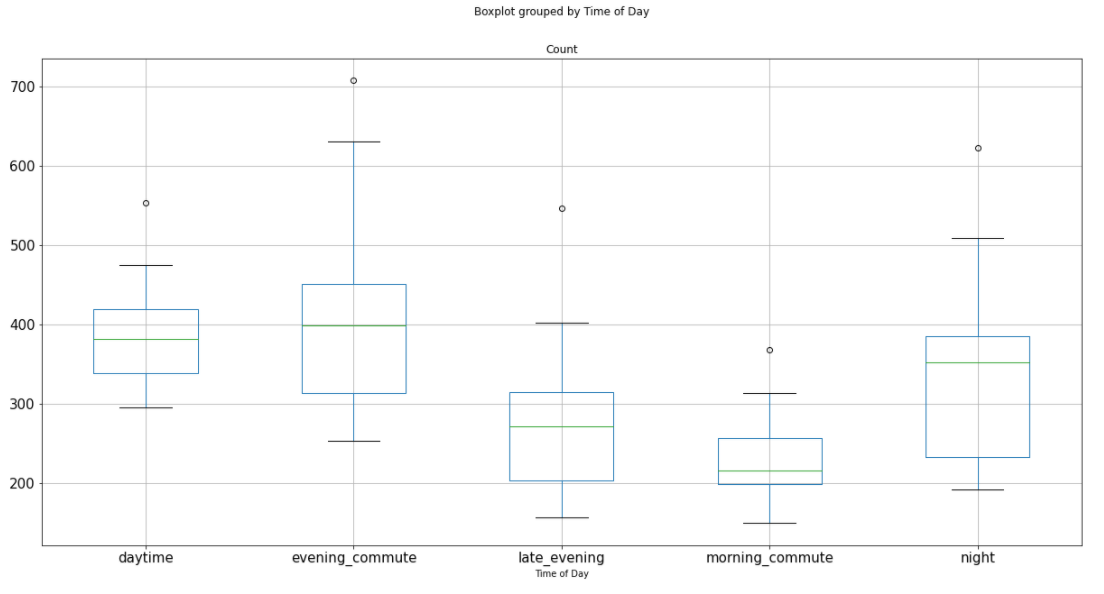 Boxplot grouped by Time of Day
Count
700
600
500
400
300
200
daytime evening_commute late_evening morning_commute night
Time of Day